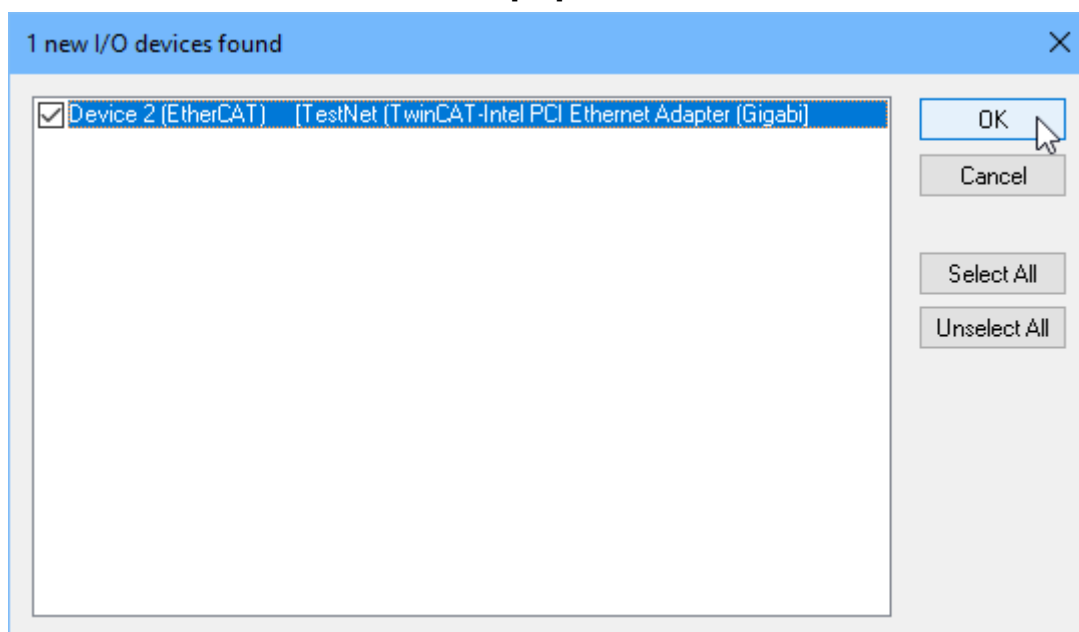 1 new I/O devices found
Device 2 (EtherCAT) [TestNet (TwinCAT-Intel PCI Ethernet Adapter (Gigabi]
OK
Cancel
Select All
Unselect All